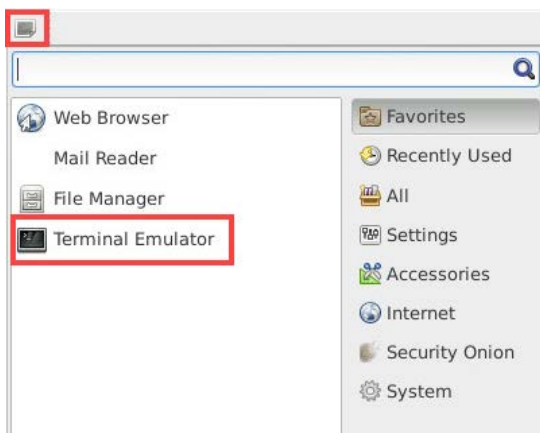 Web Browser
Mail Reader
File Manager
Terminal Emulator
Favorites
Recently Used
All
Settings
Accessories
Internet
Security Onion
System